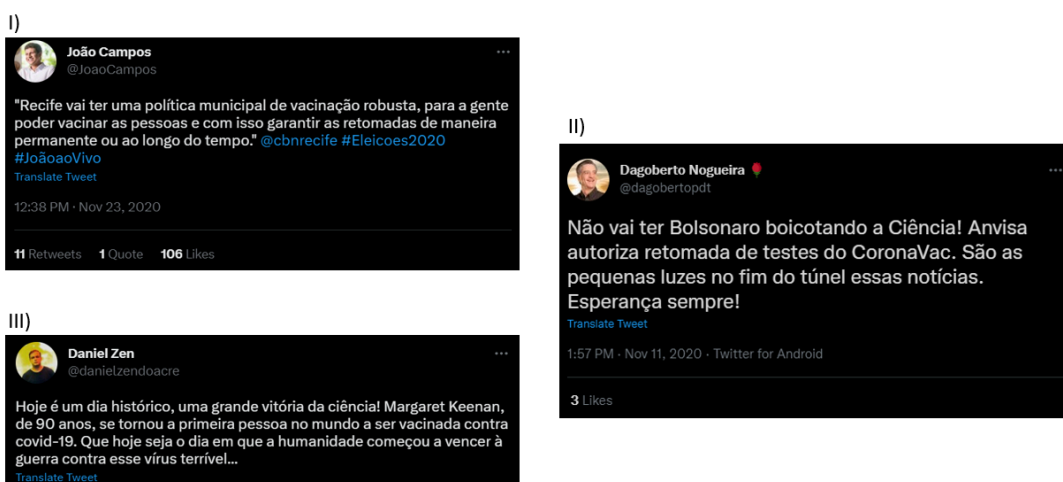 I)
João Campos
@JoaoCampos
"Recife vai ter uma política municipal de vacinação robusta, para a gente
poder vacinar as pessoas e com isso garantir as retomadas de maneira
permanente ou ao longo do tempo." @cbnrecife #Eleicoes2020
#JoãoaoVivo
Translate Tweet
12:38 PM · Nov 23, 2020
11 Retweets 1 Quote 106 Likes
II)
Dagoberto Nogueira 🌹
@dagobertopdt
Não vai ter Bolsonaro boicotando a Ciência! Anvisa
autoriza retomada de testes do CoronaVac. São as
pequenas luzes no fim do túnel essas notícias.
Esperança sempre!
Translate Tweet
1:57 PM · Nov 11, 2020 · Twitter for Android
3 Likes
III)
Daniel Zen
@danielzendoacre
Hoje é um dia histórico, uma grande vitória da ciência! Margaret Keenan,
de 90 anos, se tornou a primeira pessoa no mundo a ser vacinada contra
covid-19. Que hoje seja o dia em que a humanidade começou a vencer à
guerra contra esse vírus terrível...
Translate Tweet